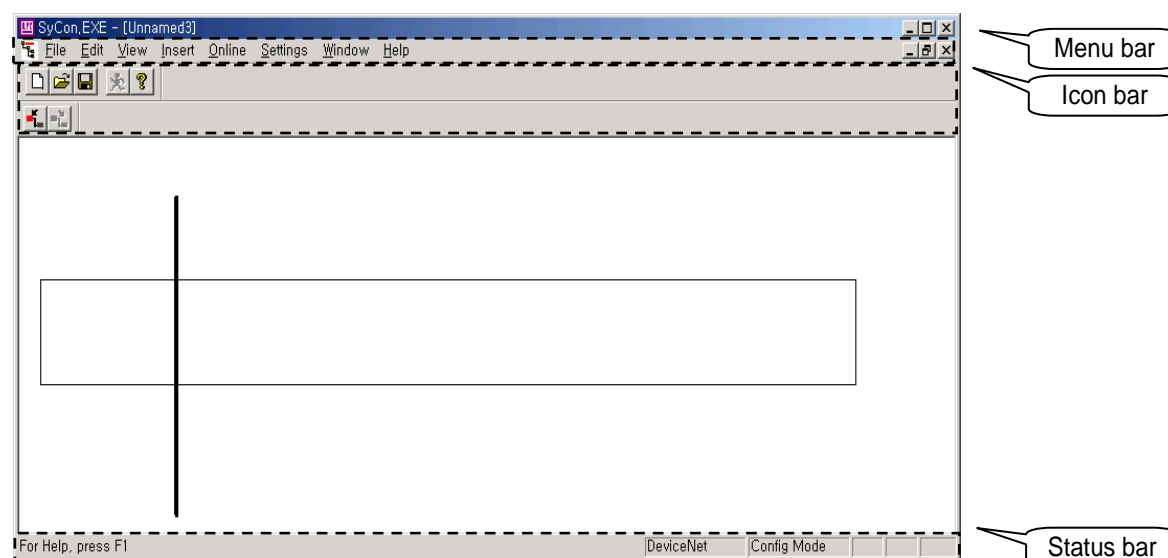 SyCon.EXE - [Unnamed3]
File Edit View Insert Online Settings Window Help
Menu bar
Icon bar
For Help, press F1 DeviceNet Config Mode
Status bar